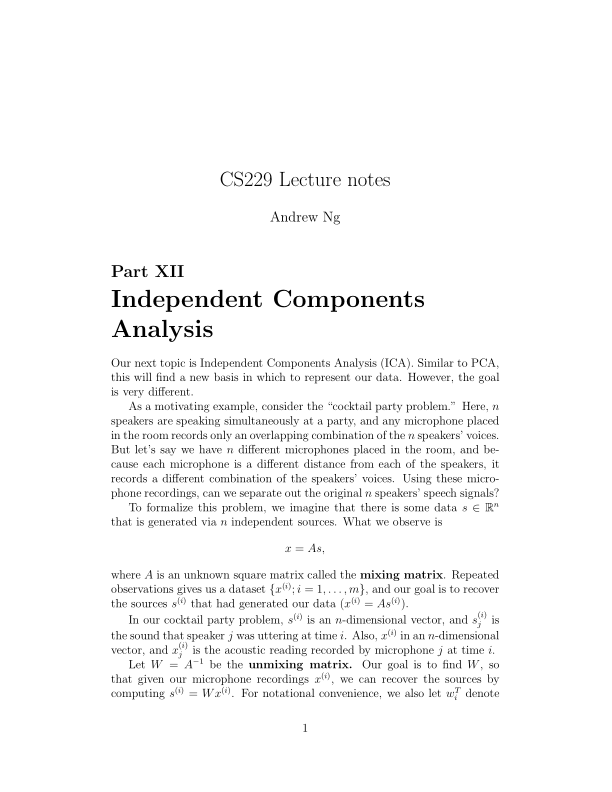 CS229 Lecture notes
Andrew Ng
Part XII
Independent Components
Analysis
Our next topic is Independent Components Analysis (ICA). Similar to PCA,
this will find a new basis in which to represent our data. However, the goal
is very different.
As a motivating example, consider the “cocktail party problem.” Here, n
speakers are speaking simultaneously at a party, and any microphone placed
in the room records only an overlapping combination of the n speakers’ voices.
But let’s say we have n different microphones placed in the room, and be-
cause each microphone is a different distance from each of the speakers, it
records a different combination of the speakers’ voices. Using these micro-
phone recordings, can we separate out the original n speakers’ speech signals?
To formalize this problem, we imagine that there is some data s ∈ ℝⁿ
that is generated via n independent sources. What we observe is
x = As,
where A is an unknown square matrix called the mixing matrix. Repeated
observations gives us a dataset {x^(i); i = 1, . . . , m}, and our goal is to recover
the sources s^(i) that had generated our data (x^(i) = As^(i)).
In our cocktail party problem, s^(i) is an n-dimensional vector, and s_j^(i) is
the sound that speaker j was uttering at time i. Also, x^(i) in an n-dimensional
vector, and x_j^(i) is the acoustic reading recorded by microphone j at time i.
Let W = A^−1 be the unmixing matrix. Our goal is to find W, so
that given our microphone recordings x^(i), we can recover the sources by
computing s^(i) = Wx^(i). For notational convenience, we also let w_i^T denote
1